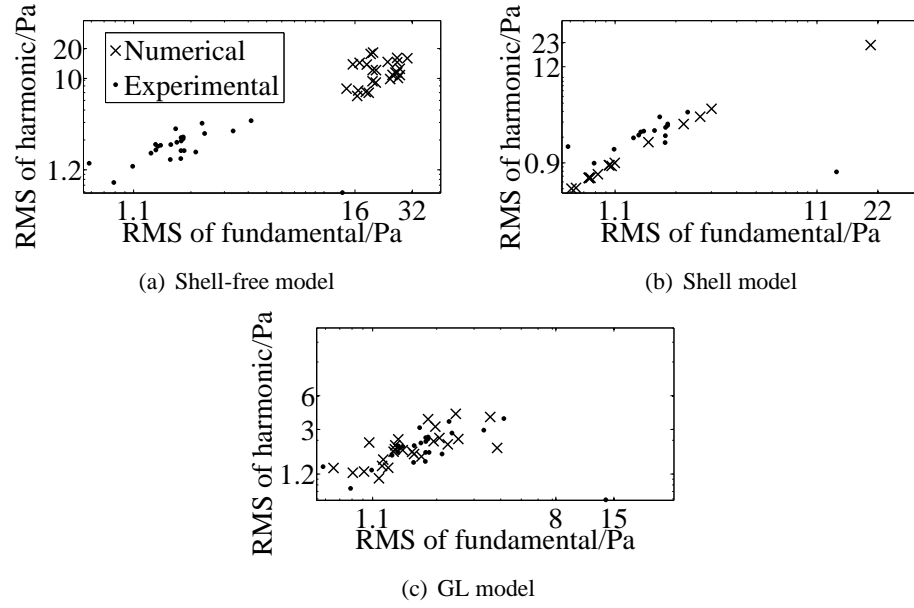 RMS of harmonic/Pa
20
10
1.2
× Numerical
• Experimental
1.1
16
32
RMS of fundamental/Pa
(a) Shell-free model
RMS of harmonic/Pa
23
12
0.9
1.1
11
22
RMS of fundamental/Pa
(b) Shell model
RMS of harmonic/Pa
6
3
1.2
1.1
8
15
RMS of fundamental/Pa
(c) GL model